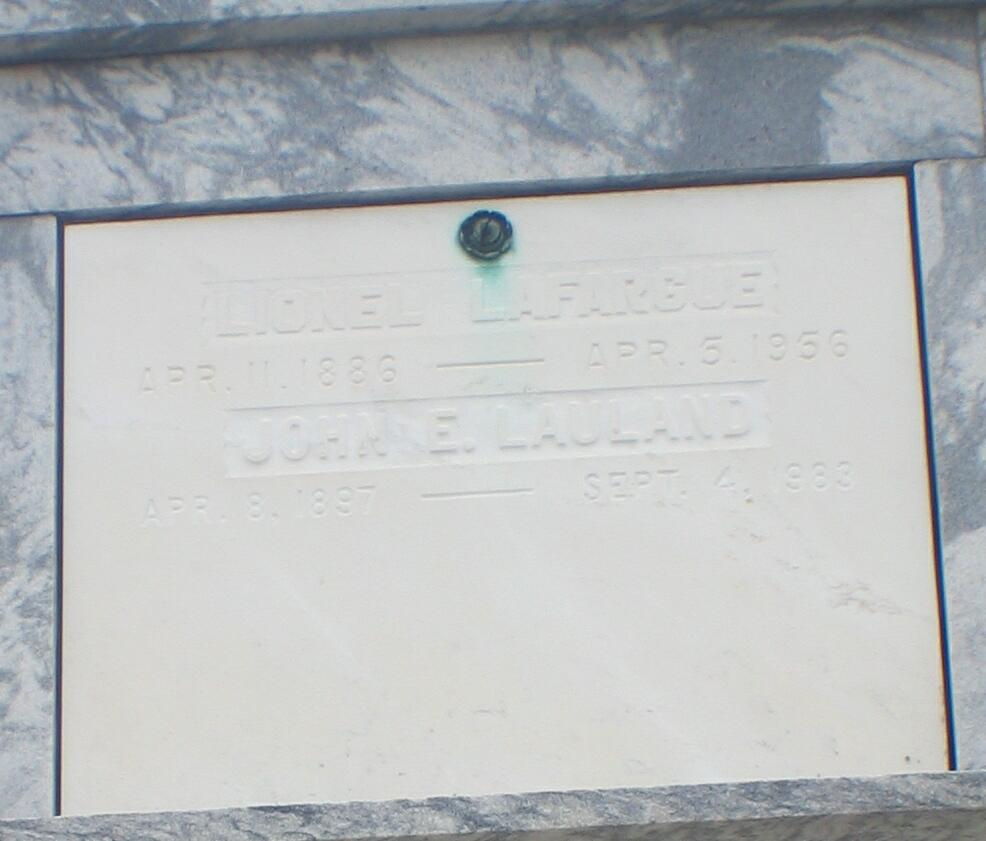 LIONEL LAFARGUE
APR. 11. 1886 — APR. 5. 1956
JOHN E. LAULAND
APR. 8, 1897 — SEPT. 4, 1983